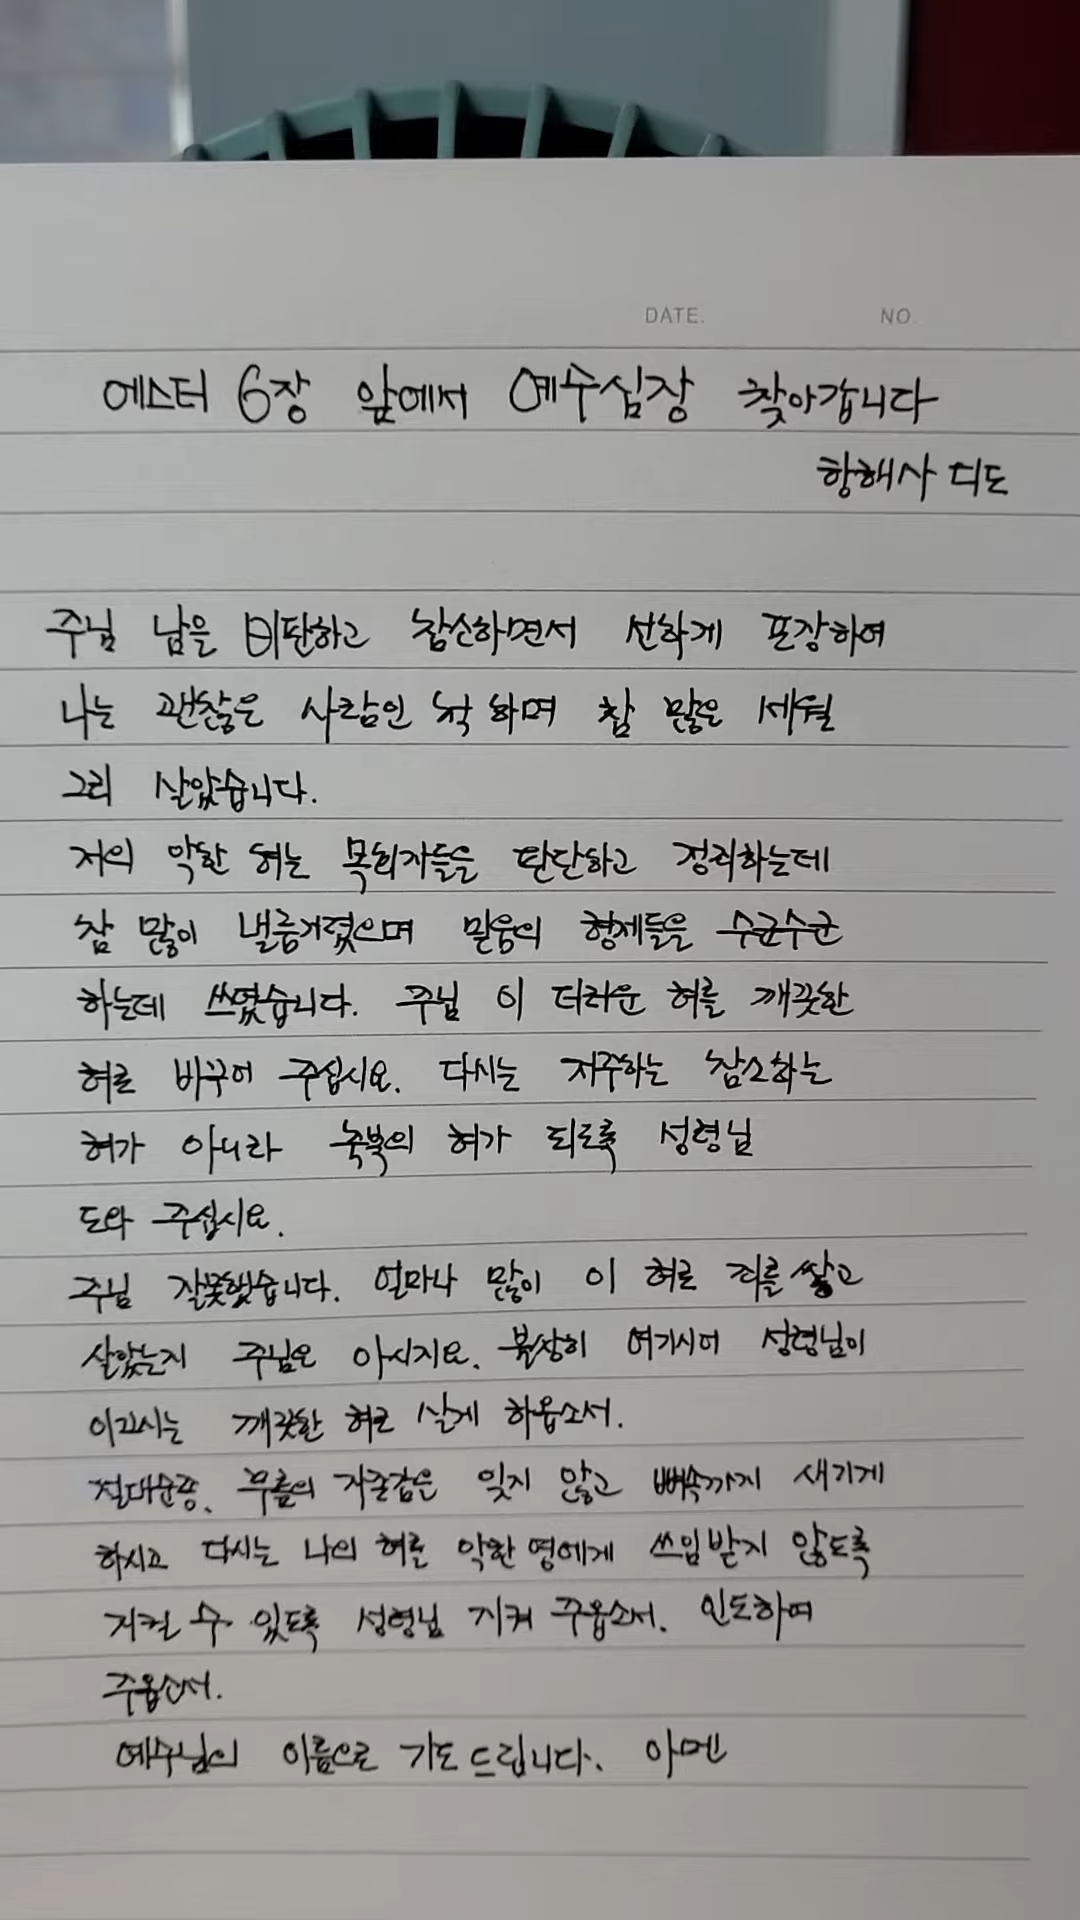 DATE. NO
에스터 6장 앞에서 예수심장 찾아갑니다
항해사 디도
주님 남을 비판하고 참소하면서 선하게 포장하여
나는 괜찮은 사람인 척 하며 참 많은 세월
그리 살았습니다.
저의 악한 혀는 목회자들을 판단하고 정죄하는데
참 많이 낼름거렸으며 믿음의 형제들을 수군수군
하는데 쓰였습니다. 주님 이 더러운 혀를 깨끗한
혀로 바꾸어 주십시요. 다시는 저주하는 참소하는
혀가 아니라 축복의 혀가 되도록 성령님
도와 주십시요.
주님 잘못했습니다. 얼마나 많이 이 혀로 죄를 쌓고
살았는지 주님은 아시지요. 불쌍히 여기시어 성령님이
이끄시는 깨끗한 혀로 살게 하옵소서.
절대순종, 무릎의 자줄감은 잊지 않고 뼈속까지 새기게
하시고 다시는 나의 혀를 악한 영에게 쓰임받지 않도록
지킬 수 있도록 성령님 지켜 주옵소서. 인도하여
주옵소서.
예수님의 이름으로 기도드립니다. 아멘